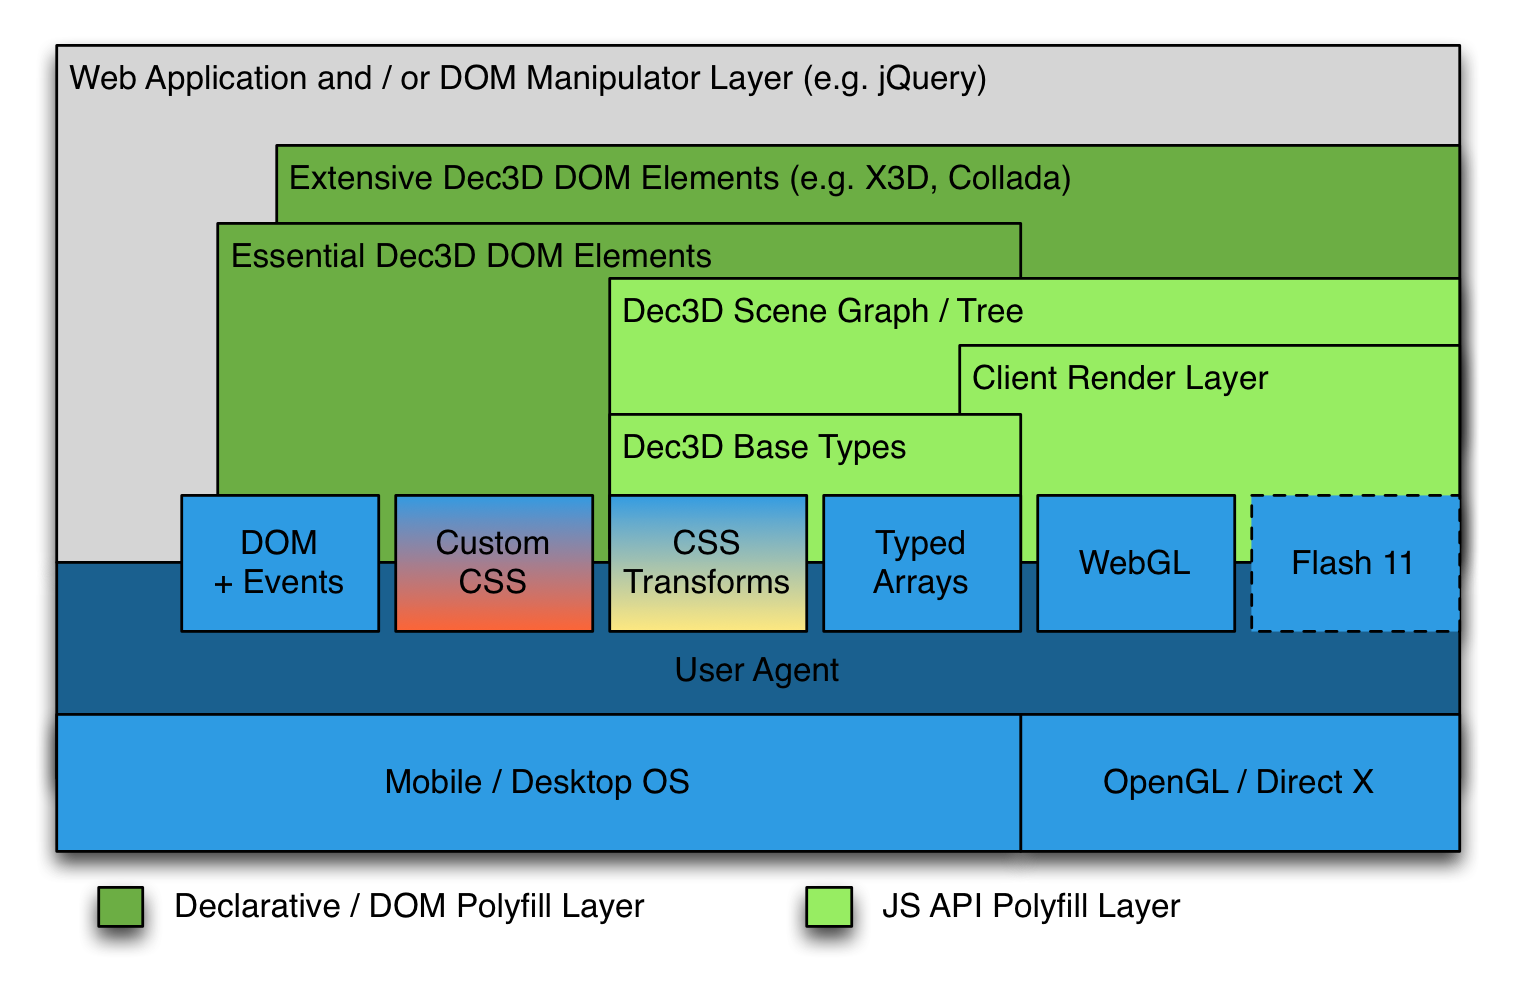 Web Application and / or DOM Manipulator Layer (e.g. jQuery)
Extensive Dec3D DOM Elements (e.g. X3D, Collada)
Essential Dec3D DOM Elements
Dec3D Scene Graph / Tree
Client Render Layer
Dec3D Base Types
DOM
+ Events
Custom
CSS
CSS
Transforms
Typed
Arrays
WebGL
Flash 11
User Agent
Mobile / Desktop OS
OpenGL / Direct X
Declarative / DOM Polyfill Layer
JS API Polyfill Layer